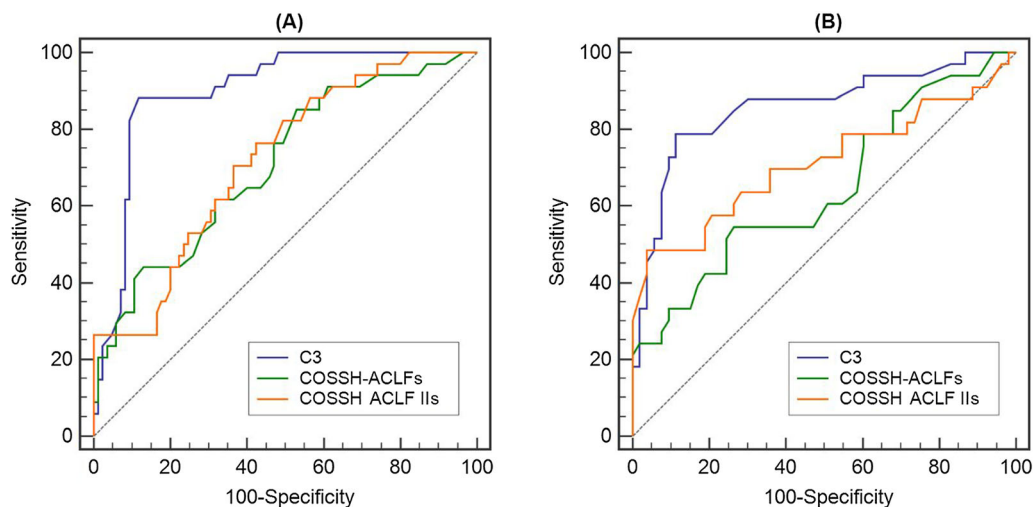 (A)
100
80
60
40
20
0
Sensitivity
C3
COSSH-ACLFs
COSSH ACLF IIs
0 20 40 60 80 100
100-Specificity
(B)
100
80
60
40
20
0
Sensitivity
C3
COSSH-ACLFs
COSSH ACLF IIs
0 20 40 60 80 100
100-Specificity